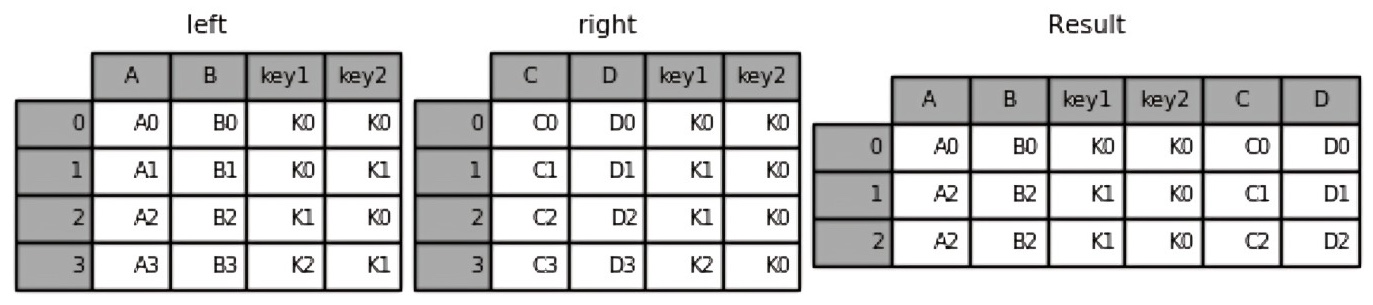 left
A B key1 key2
0 A0 B0 K0 K0
1 A1 B1 K0 K1
2 A2 B2 K1 K0
3 A3 B3 K2 K1
right
C D key1 key2
0 C0 D0 K0 K0
1 C1 D1 K1 K0
2 C2 D2 K1 K0
3 C3 D3 K2 K0
Result
A B key1 key2 C D
0 A0 B0 K0 K0 C0 D0
1 A2 B2 K1 K0 C1 D1
2 A2 B2 K1 K0 C2 D2